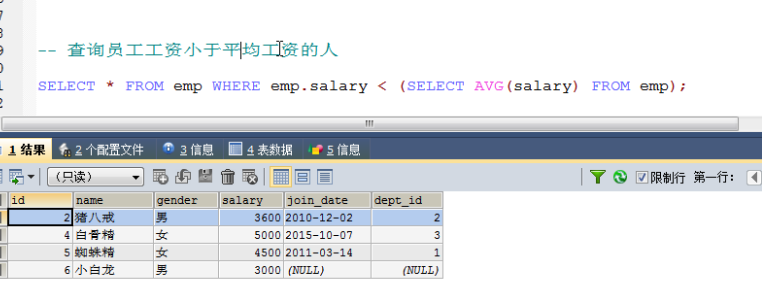 -- 查询员工工资小于平均工资的人
SELECT * FROM emp WHERE emp.salary < (SELECT AVG(salary) FROM emp);
1 结果 2 个配置文件 3 信息 4 表数据 5 信息
(只读) 限制行 第一行:
id name gender salary join_date dept_id
2 猪八戒 男 3600 2010-12-02 2
4 白骨精 女 5000 2015-10-07 3
5 蜘蛛精 女 4500 2011-03-14 1
6 小白龙 男 3000 (NULL) (NULL)